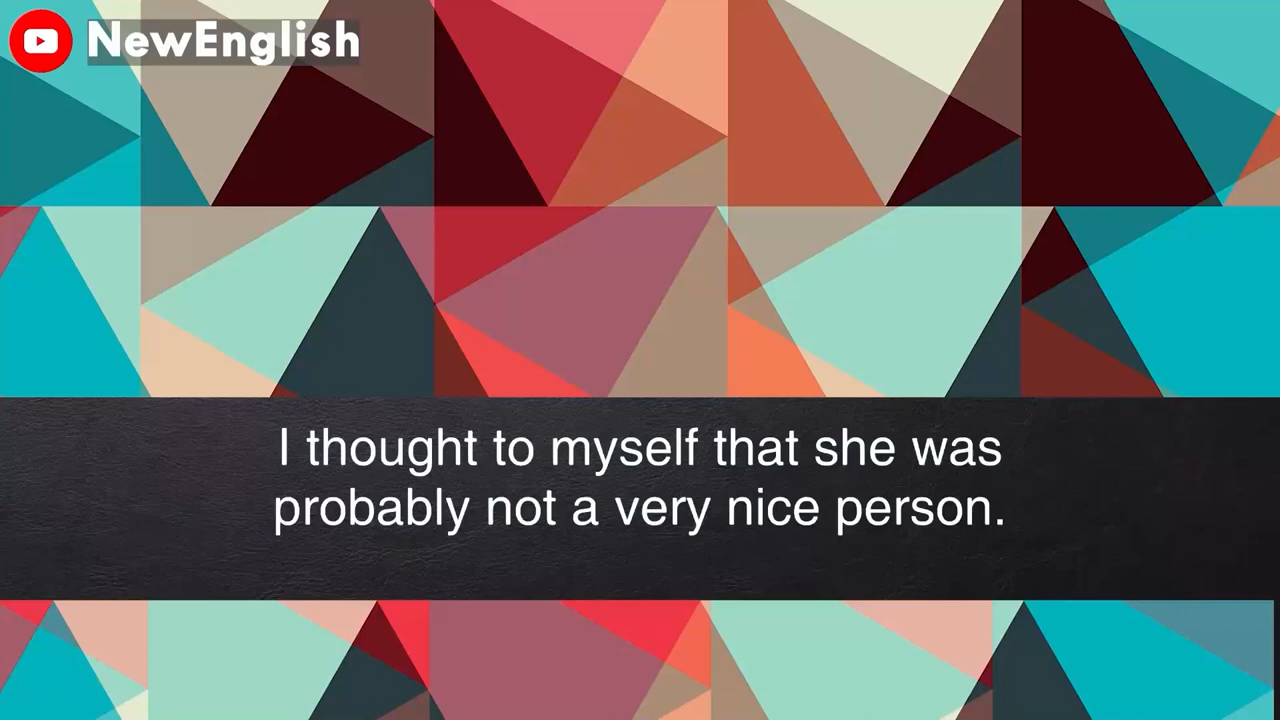 NewEnglish
I thought to myself that she was
probably not a very nice person.